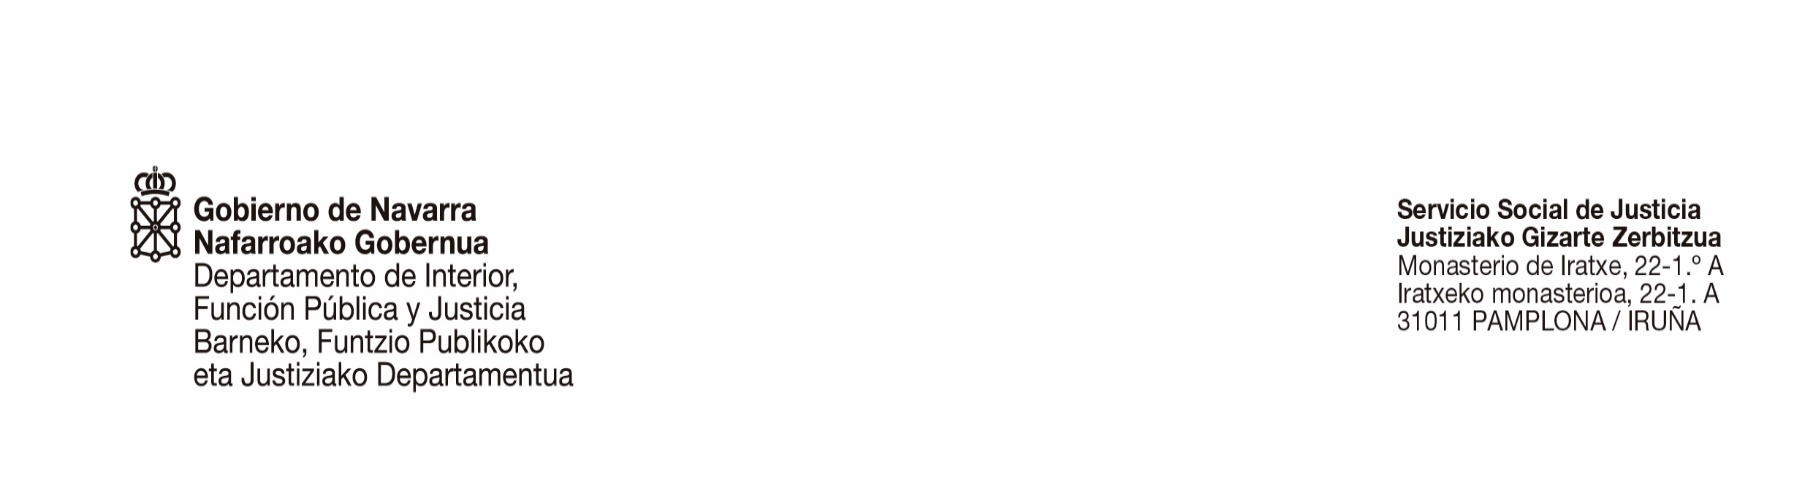 Gobierno de Navarra
Nafarroako Gobernua
Departamento de Interior,
Función Pública y Justicia
Barneko, Funtzio Publikoko
eta Justiziako Departamentua
Servicio Social de Justicia
Justiziako Gizarte Zerbitzua
Monasterio de Iratxe, 22-1.º A
Iratxeko monasterioa, 22-1. A
31011 PAMPLONA / IRUÑA